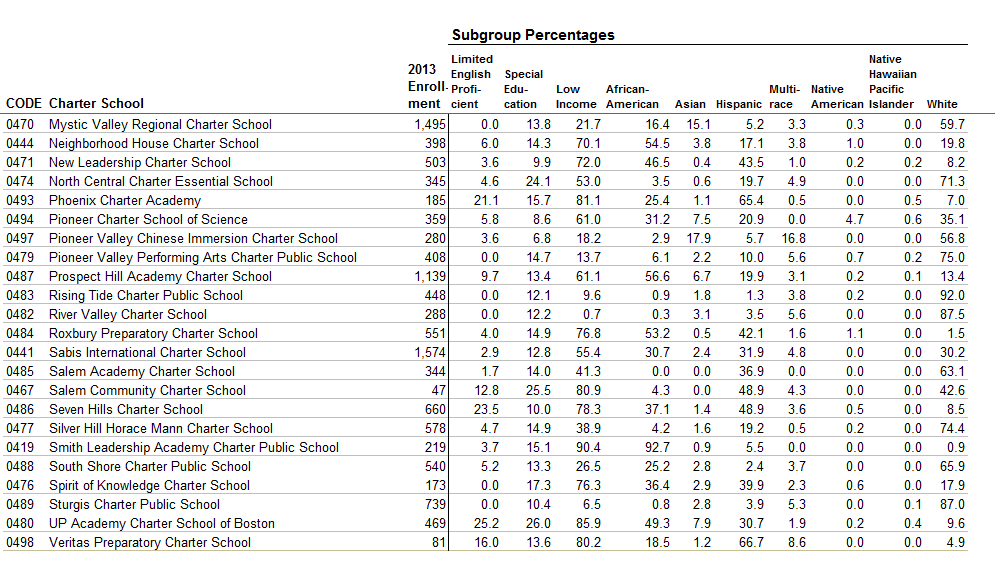 Subgroup Percentages
CODE Charter School 2013 Enroll- ment Limited English Profi- cient Special Edu- cation Low Income African- American Asian Hispanic Multi- race Native American Native Hawaiian Pacific Islander White
0470 Mystic Valley Regional Charter School 1,495 0.0 13.8 21.7 16.4 15.1 5.2 3.3 0.3 0.0 59.7
0444 Neighborhood House Charter School 398 6.0 14.3 70.1 54.5 3.8 17.1 3.8 1.0 0.0 19.8
0471 New Leadership Charter School 503 3.6 9.9 72.0 46.5 0.4 43.5 1.0 0.2 0.2 8.2
0474 North Central Charter Essential School 345 4.6 24.1 53.0 3.5 0.6 19.7 4.9 0.0 0.0 71.3
0493 Phoenix Charter Academy 185 21.1 15.7 81.1 25.4 1.1 65.4 0.5 0.0 0.5 7.0
0494 Pioneer Charter School of Science 359 5.8 8.6 61.0 31.2 7.5 20.9 0.0 4.7 0.6 35.1
0497 Pioneer Valley Chinese Immersion Charter School 280 3.6 6.8 18.2 2.9 17.9 5.7 16.8 0.0 0.0 56.8
0479 Pioneer Valley Performing Arts Charter Public School 408 0.0 14.7 13.7 6.1 2.2 10.0 5.6 0.7 0.2 75.0
0487 Prospect Hill Academy Charter School 1,139 9.7 13.4 61.1 56.6 6.7 19.9 3.1 0.2 0.1 13.4
0483 Rising Tide Charter Public School 448 0.0 12.1 9.6 0.9 1.8 1.3 3.8 0.2 0.0 92.0
0482 River Valley Charter School 288 0.0 12.2 0.7 0.3 3.1 3.5 5.6 0.0 0.0 87.5
0484 Roxbury Preparatory Charter School 551 4.0 14.9 76.8 53.2 0.5 42.1 1.6 1.1 0.0 1.5
0441 Sabis International Charter School 1,574 2.9 12.8 55.4 30.7 2.4 31.9 4.8 0.0 0.0 30.2
0485 Salem Academy Charter School 344 1.7 14.0 41.3 0.0 0.0 36.9 0.0 0.0 0.0 63.1
0467 Salem Community Charter School 47 12.8 25.5 80.9 4.3 0.0 48.9 4.3 0.0 0.0 42.6
0486 Seven Hills Charter School 660 23.5 10.0 78.3 37.1 1.4 48.9 3.6 0.5 0.0 8.5
0477 Silver Hill Horace Mann Charter School 578 4.7 14.9 38.9 4.2 1.6 19.2 0.5 0.2 0.0 74.4
0419 Smith Leadership Academy Charter Public School 219 3.7 15.1 90.4 92.7 0.9 5.5 0.0 0.0 0.0 0.9
0488 South Shore Charter Public School 540 5.2 13.3 26.5 25.2 2.8 2.4 3.7 0.0 0.0 65.9
0476 Spirit of Knowledge Charter School 173 0.0 17.3 76.3 36.4 2.9 39.9 2.3 0.6 0.0 17.9
0489 Sturgis Charter Public School 739 0.0 10.4 6.5 0.8 2.8 3.9 5.3 0.0 0.1 87.0
0480 UP Academy Charter School of Boston 469 25.2 26.0 85.9 49.3 7.9 30.7 1.9 0.2 0.4 9.6
0498 Veritas Preparatory Charter School 81 16.0 13.6 80.2 18.5 1.2 66.7 8.6 0.0 0.0 4.9